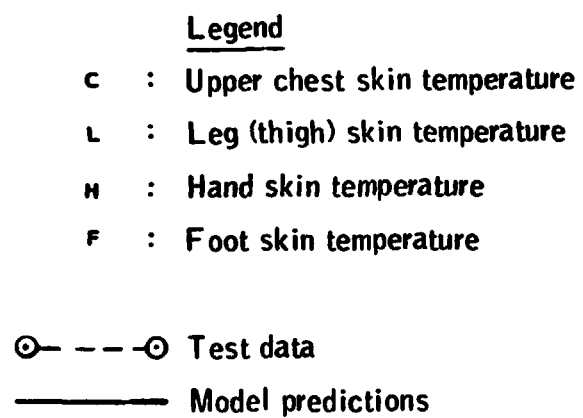 Legend
C : Upper chest skin temperature
L : Leg (thigh) skin temperature
H : Hand skin temperature
F : Foot skin temperature
Test data
Model predictions